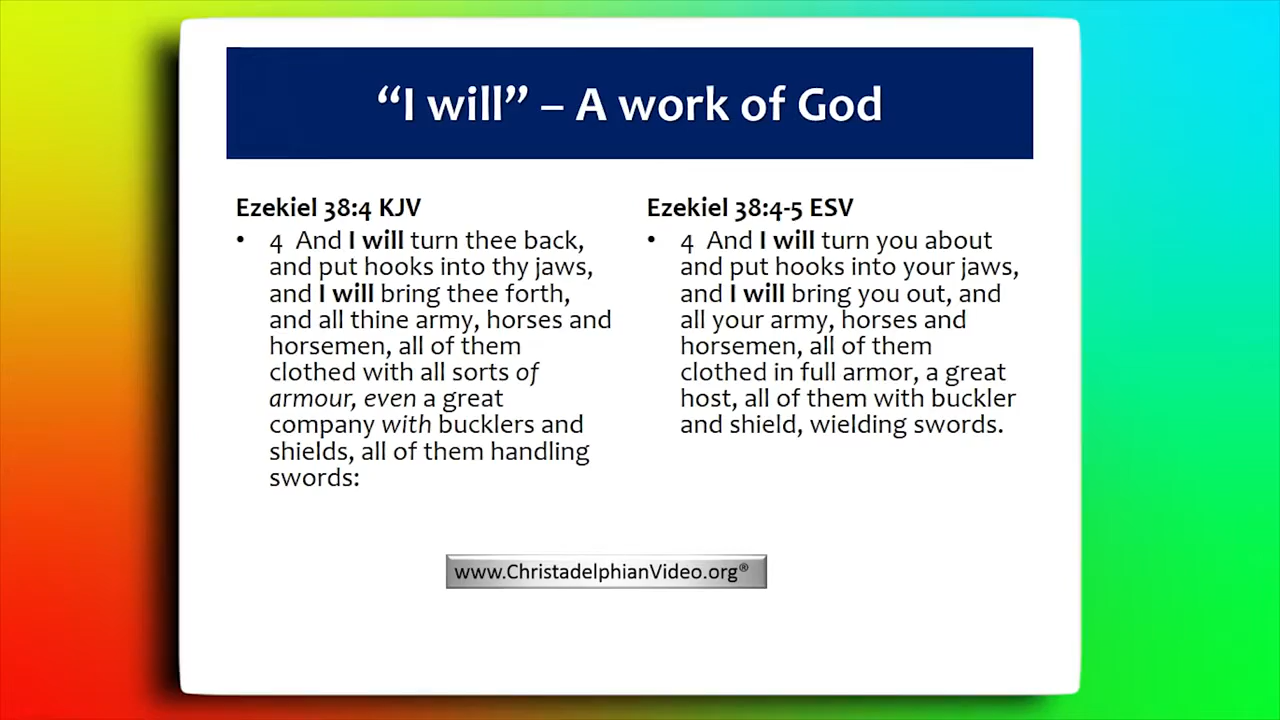 “I will” – A work of God
Ezekiel 38:4 KJV
• 4 And I will turn thee back,
and put hooks into thy jaws,
and I will bring thee forth,
and all thine army, horses and
horsemen, all of them
clothed with all sorts of
armour, even a great
company with bucklers and
shields, all of them handling
swords:
Ezekiel 38:4-5 ESV
• 4 And I will turn you about
and put hooks into your jaws,
and I will bring you out, and
all your army, horses and
horsemen, all of them
clothed in full armor, a great
host, all of them with buckler
and shield, wielding swords.
www.ChristadelphianVideo.org®